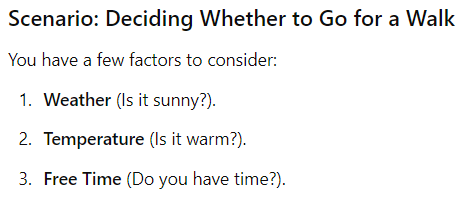 Scenario: Deciding Whether to Go for a Walk
You have a few factors to consider:
1. Weather (Is it sunny?).
2. Temperature (Is it warm?).
3. Free Time (Do you have time?).